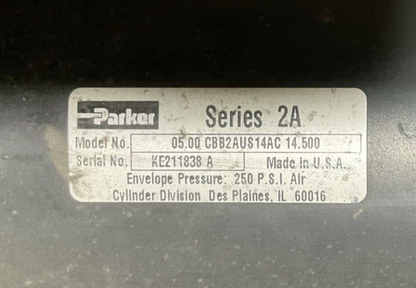 Parker Series 2A
Model No. 05.00 CBB2AUS14AC 14.500
Serial No. KE211838 A Made in U.S.A.
Envelope Pressure: 250 P.S.I. Air
Cylinder Division Des Plaines, IL 60016